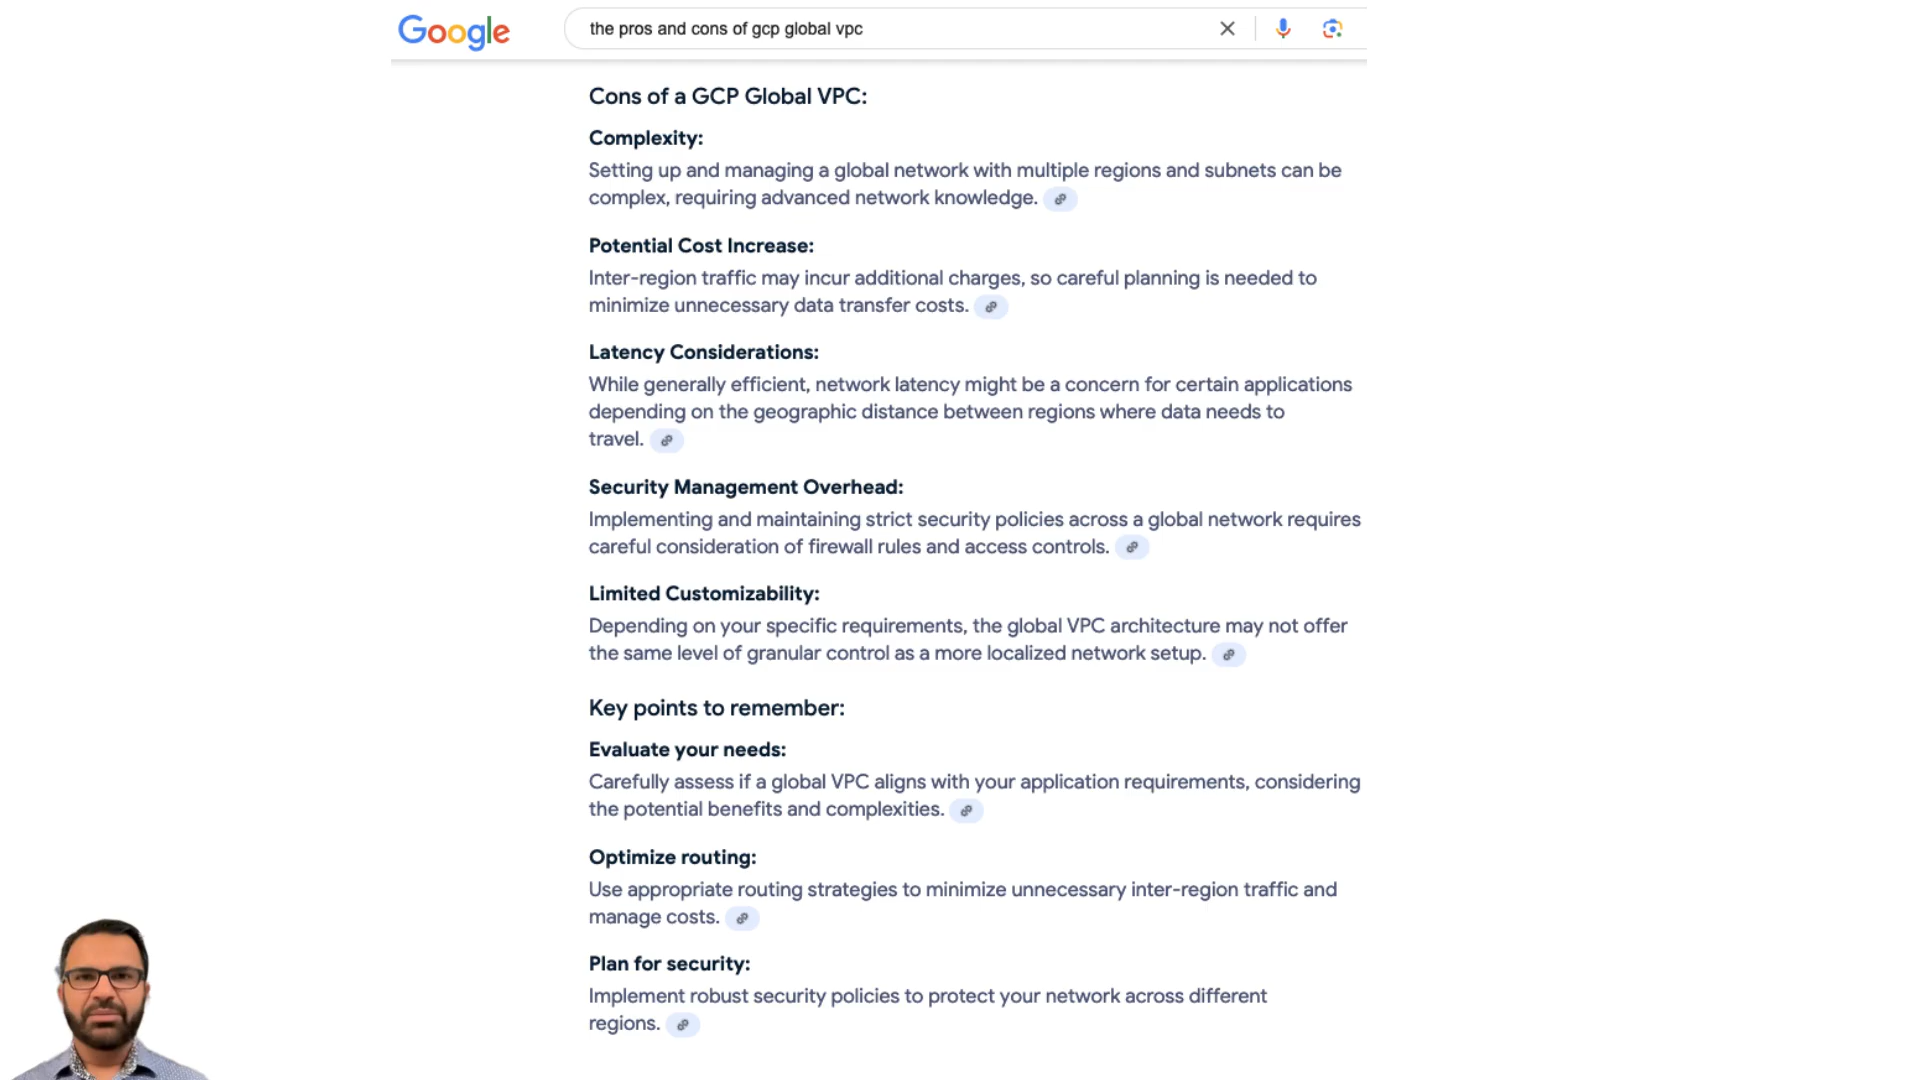 Google
the pros and cons of gcp global vpc
Cons of a GCP Global VPC:
Complexity:
Setting up and managing a global network with multiple regions and subnets can be
complex, requiring advanced network knowledge.
Potential Cost Increase:
Inter-region traffic may incur additional charges, so careful planning is needed to
minimize unnecessary data transfer costs.
Latency Considerations:
While generally efficient, network latency might be a concern for certain applications
depending on the geographic distance between regions where data needs to
travel.
Security Management Overhead:
Implementing and maintaining strict security policies across a global network requires
careful consideration of firewall rules and access controls.
Limited Customizability:
Depending on your specific requirements, the global VPC architecture may not offer
the same level of granular control as a more localized network setup.
Key points to remember:
Evaluate your needs:
Carefully assess if a global VPC aligns with your application requirements, considering
the potential benefits and complexities.
Optimize routing:
Use appropriate routing strategies to minimize unnecessary inter-region traffic and
manage costs.
Plan for security:
Implement robust security policies to protect your network across different
regions.